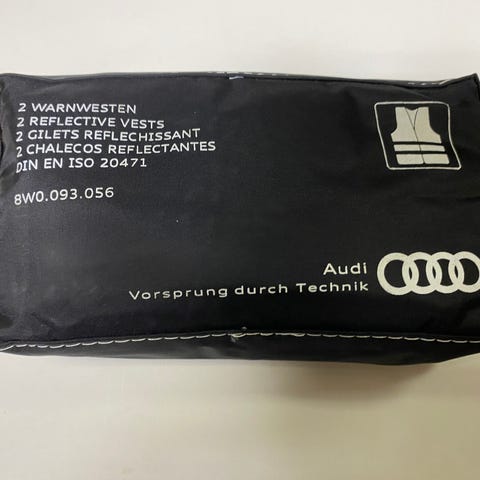 2 WARNWESTEN
2 REFLECTIVE VESTS
2 GILETS REFLECHISSANT
2 CHALECOS REFLECTANTES
DIN EN ISO 20471
8W0.093.056
Audi
Vorsprung durch Technik